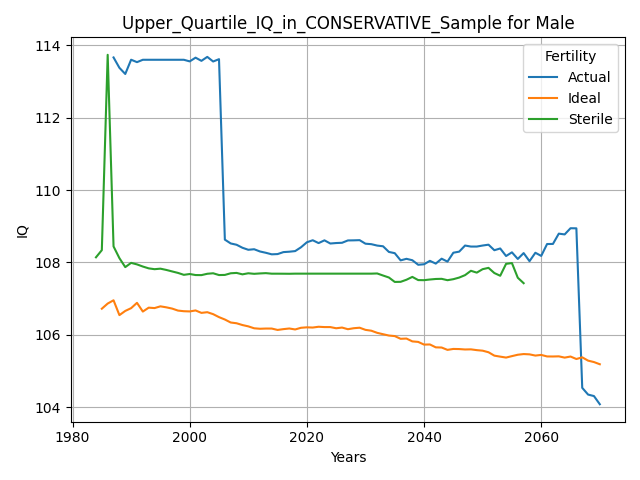 Upper_Quartile_IQ_in_CONSERVATIVE_Sample for Male
Fertility
Actual
Ideal
Sterile
114
112
110
108
106
104
IQ
1980
2000
2020
2040
2060
Years